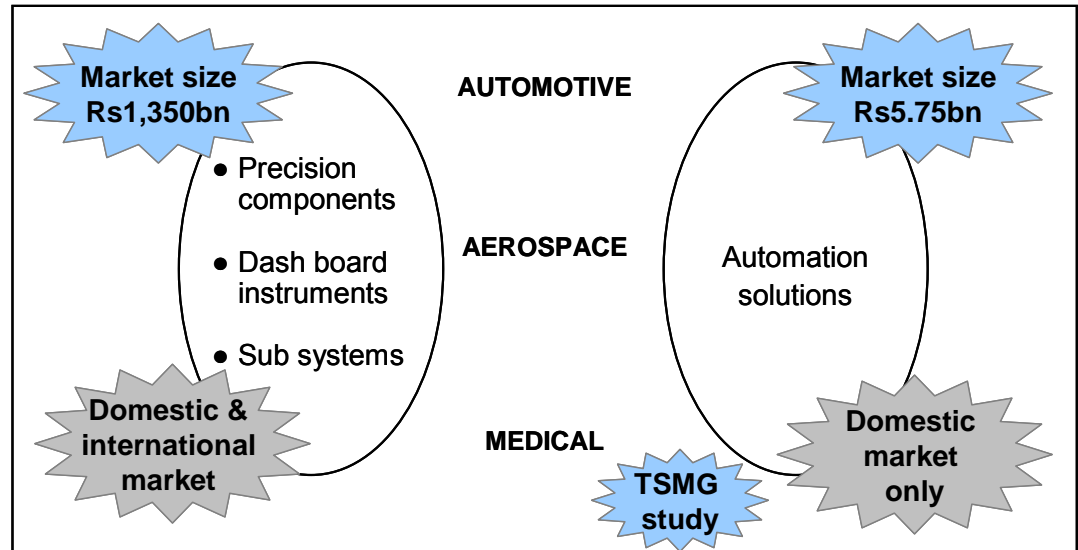 Market size
Rs1,350bn
● Precision
components
● Dash board
instruments
● Sub systems
Domestic &
international
market
AUTOMOTIVE
AEROSPACE
MEDICAL
Market size
Rs5.75bn
Automation
solutions
TSMG
study
Domestic
market
only